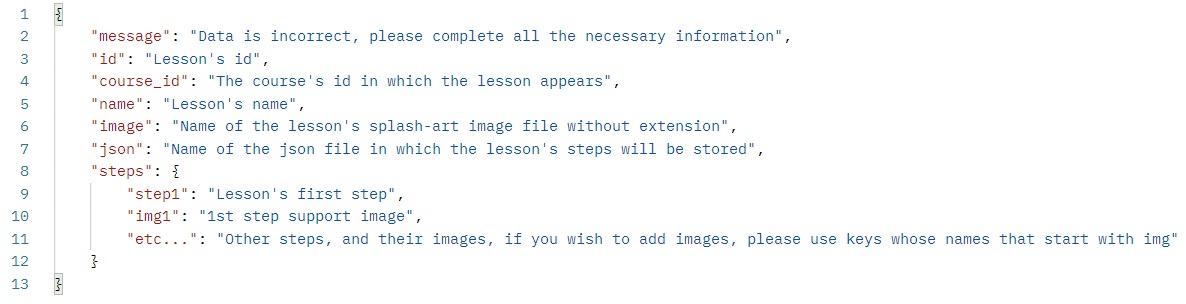 1 {
2 "message": "Data is incorrect, please complete all the necessary information",
3 "id": "Lesson's id",
4 "course_id": "The course's id in which the lesson appears",
5 "name": "Lesson's name",
6 "image": "Name of the lesson's splash-art image file without extension",
7 "json": "Name of the json file in which the lesson's steps will be stored",
8 "steps": {
9 "step1": "Lesson's first step",
10 "img1": "1st step support image",
11 "etc...": "Other steps, and their images, if you wish to add images, please use keys whose names that start with img"
12 }
13 }